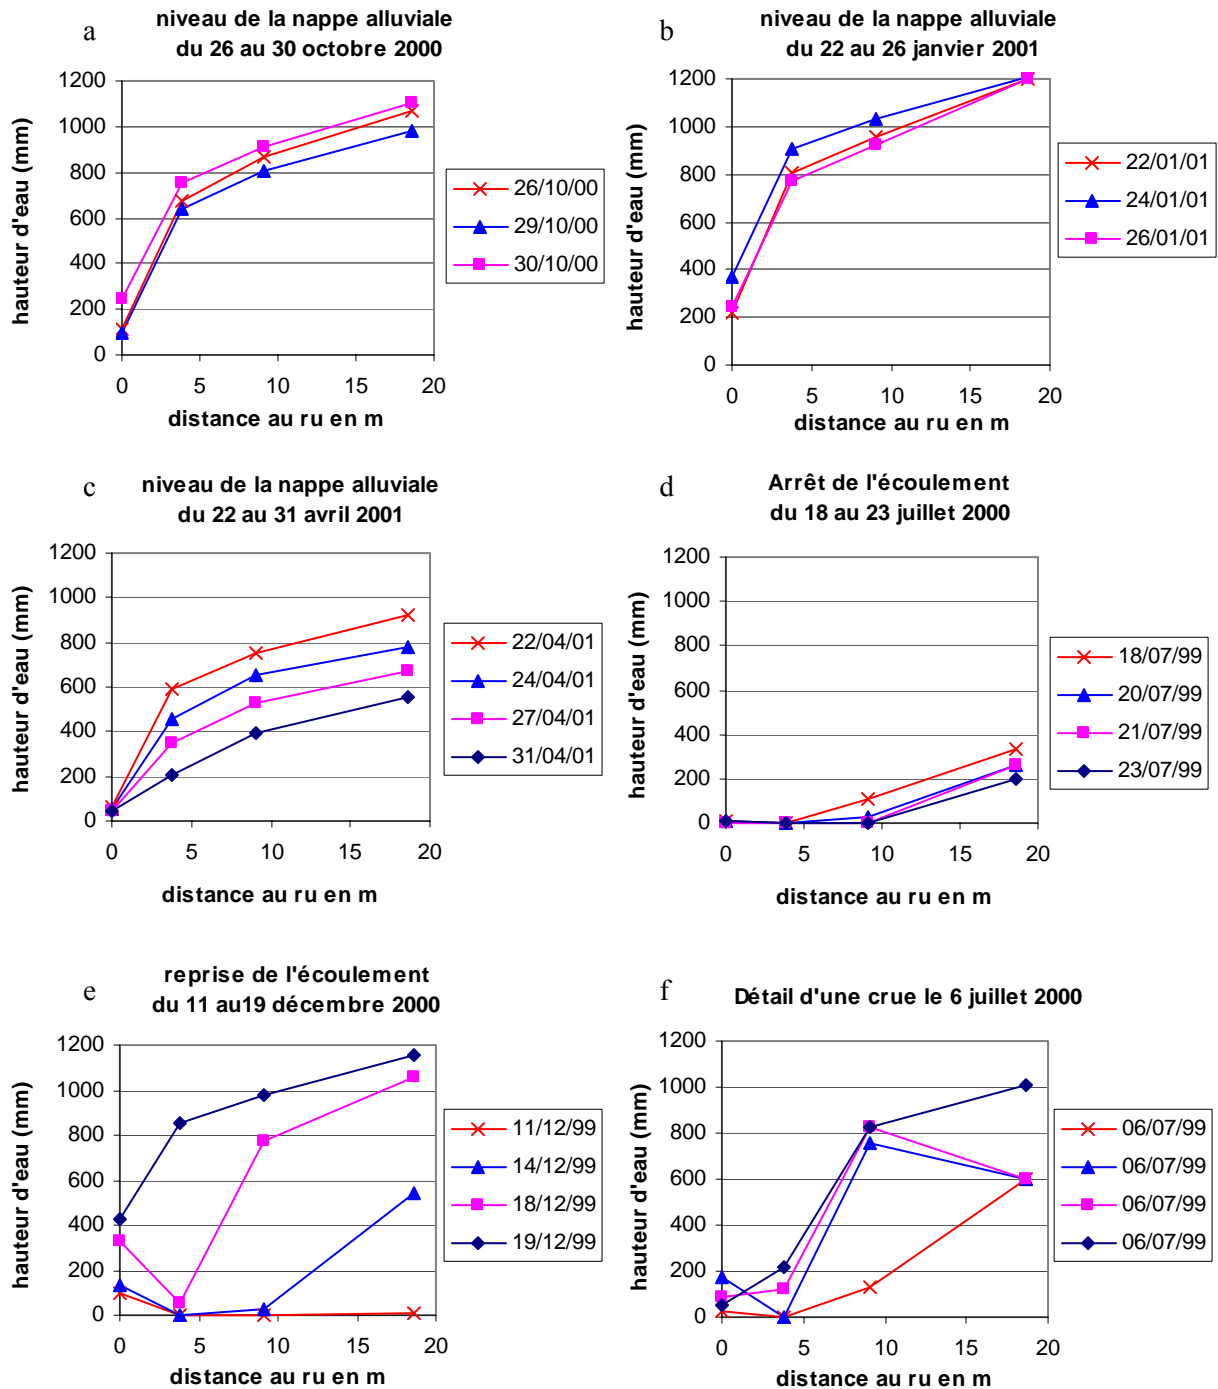 a
niveau de la nappe alluviale
du 26 au 30 octobre 2000
1200
1000
800
600
400
200
0
hauteur d'eau (mm)
0 5 10 15 20
distance au ru en m
26/10/00
29/10/00
30/10/00
b
niveau de la nappe alluviale
du 22 au 26 janvier 2001
1200
1000
800
600
400
200
0
hauteur d'eau (mm)
0 5 10 15 20
distance au ru en m
22/01/01
24/01/01
26/01/01
c
niveau de la nappe alluviale
du 22 au 31 avril 2001
1200
1000
800
600
400
200
0
hauteur d'eau (mm)
0 5 10 15 20
distance au ru en m
22/04/01
24/04/01
27/04/01
31/04/01
d
Arrêt de l'écoulement
du 18 au 23 juillet 2000
1200
1000
800
600
400
200
0
hauteur d'eau (mm)
0 5 10 15 20
distance au ru en m
18/07/99
20/07/99
21/07/99
23/07/99
e
reprise de l'écoulement
du 11 au19 décembre 2000
1200
1000
800
600
400
200
0
hauteur d'eau (mm)
0 5 10 15 20
distance au ru en m
11/12/99
14/12/99
18/12/99
19/12/99
f
Détail d'une crue le 6 juillet 2000
1200
1000
800
600
400
200
0
hauteur d'eau (mm)
0 5 10 15 20
distance au ru en m
06/07/99
06/07/99
06/07/99
06/07/99